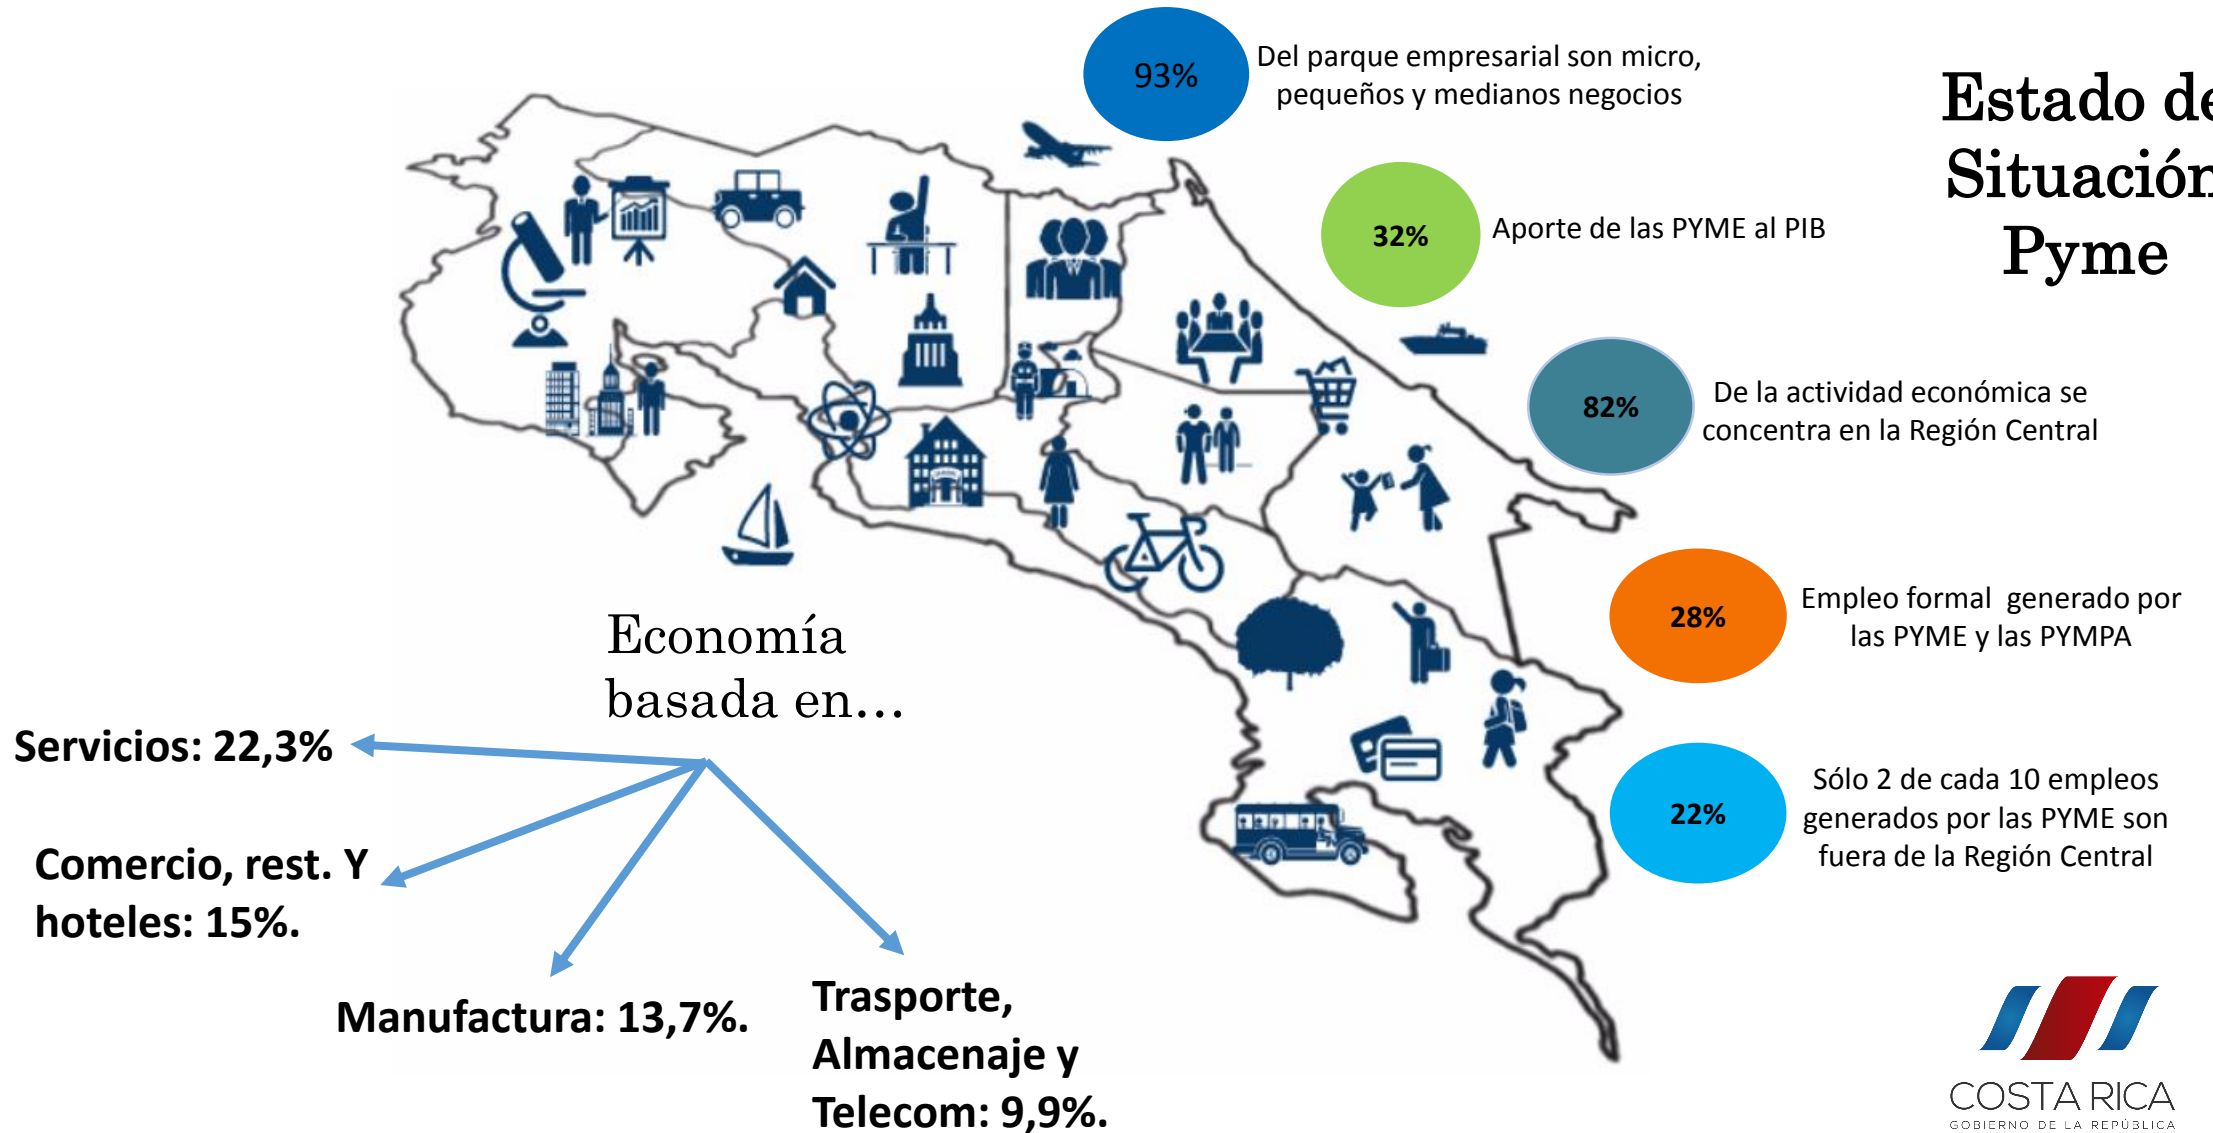 93%
Del parque empresarial son micro,
pequeños y medianos negocios
Estado de
Situación
Pyme
32%
Aporte de las PYME al PIB
82%
De la actividad económica se
concentra en la Región Central
28%
Empleo formal generado por
las PYME y las PYMPA
22%
Sólo 2 de cada 10 empleos
generados por las PYME son
fuera de la Región Central
Economía
basada en...
Servicios: 22,3%
Comercio, rest. Y
hoteles: 15%.
Manufactura: 13,7%.
Trasporte,
Almacenaje y
Telecom: 9,9%.
COSTA RICA
GOBIERNO DE LA REPÚBLICA